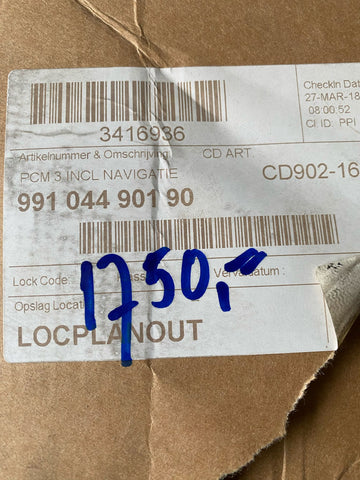 3416936
Checkin Dat
27-MAR-18
08:00:52
CI ID. PPI
Artikelnummer & Omschrijving
CD ART.
PCM 3 INCL NAVIGATIE
CD902-16
991 044 901 90
Lock Code :
Vervaldatum :
1750,-
Opslag Locat
LOCPLANOUT